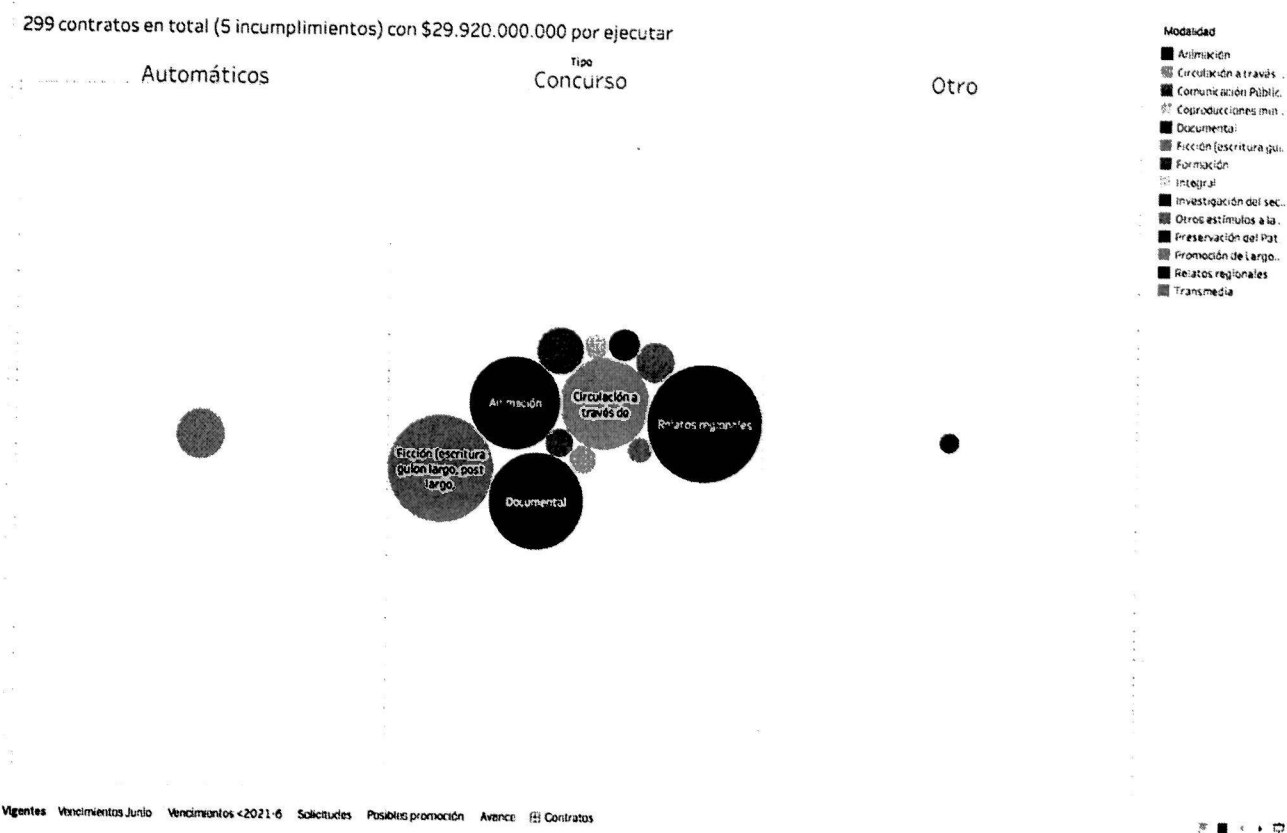 299 contratos en total (5 incumplimientos) con $29.920.000.000 por ejecutar
Tipo
Automáticos
Concurso
Otro
Modalidad
Animación
Circulación a través ..
Comunicación Públic..
Coproducciones min..
Documental
Ficción (escritura gui..
Formación
Integral
Investigación del sec..
Otros estímulos a la ..
Preservación del Pat..
Promoción de Largo..
Relatos regionales
Transmedia
Animación
Circulación a
través de
Relatos regionales
Ficción (escritura
guion largo, post
largo,
Documental
Vigentes Vencimientos Junio Vencimientos <2021-6 Solicitudes Posibles promoción Avance Contratos